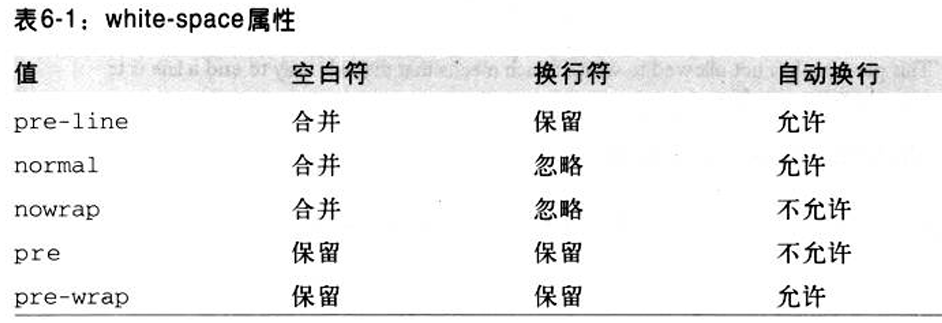 表6-1：white-space属性
值 空白符 换行符 自动换行
pre-line 合并 保留 允许
normal 合并 忽略 允许
nowrap 合并 忽略 不允许
pre 保留 保留 不允许
pre-wrap 保留 保留 允许